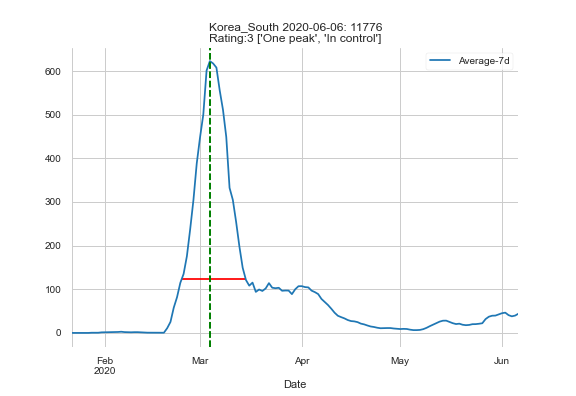 Korea_South 2020-06-06: 11776
Rating:3 ['One peak', 'In control']
Average-7d
600
500
400
300
200
100
0
Feb
2020
Mar
Apr
May
Jun
Date